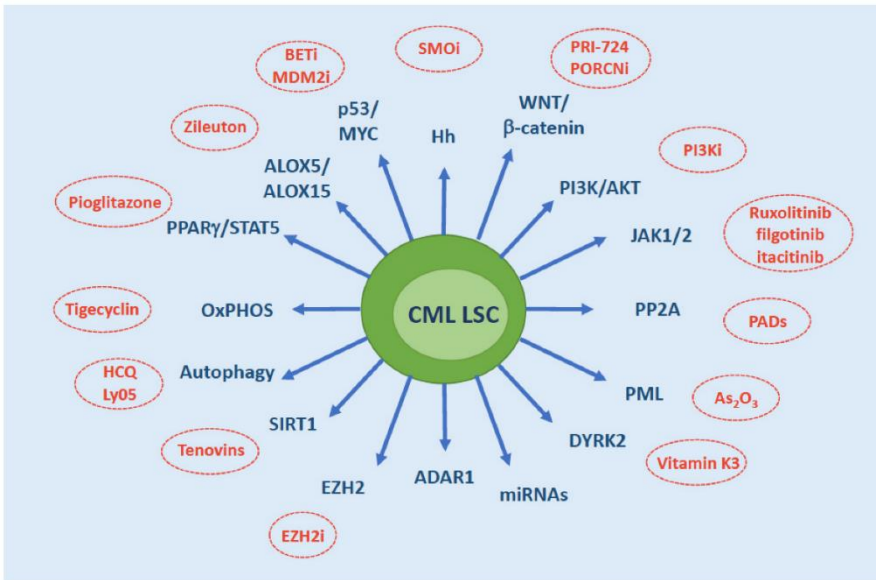 BETi
MDM2i
SMOi
PRI-724
PORCNi
Zileuton
p53/
MYC
Hh
WNT/
β-catenin
PI3Ki
ALOX5/
ALOX15
PI3K/AKT
Pioglitazone
PPARγ/STAT5
JAK1/2
Ruxolitinib
filgotinib
itacitinib
Tigecyclin
OxPHOS
CML LSC
PP2A
PADs
HCQ
Ly05
Autophagy
PML
As₂O₃
Tenovins
SIRT1
DYRK2
Vitamin K3
EZH2
ADAR1
miRNAs
EZH2i